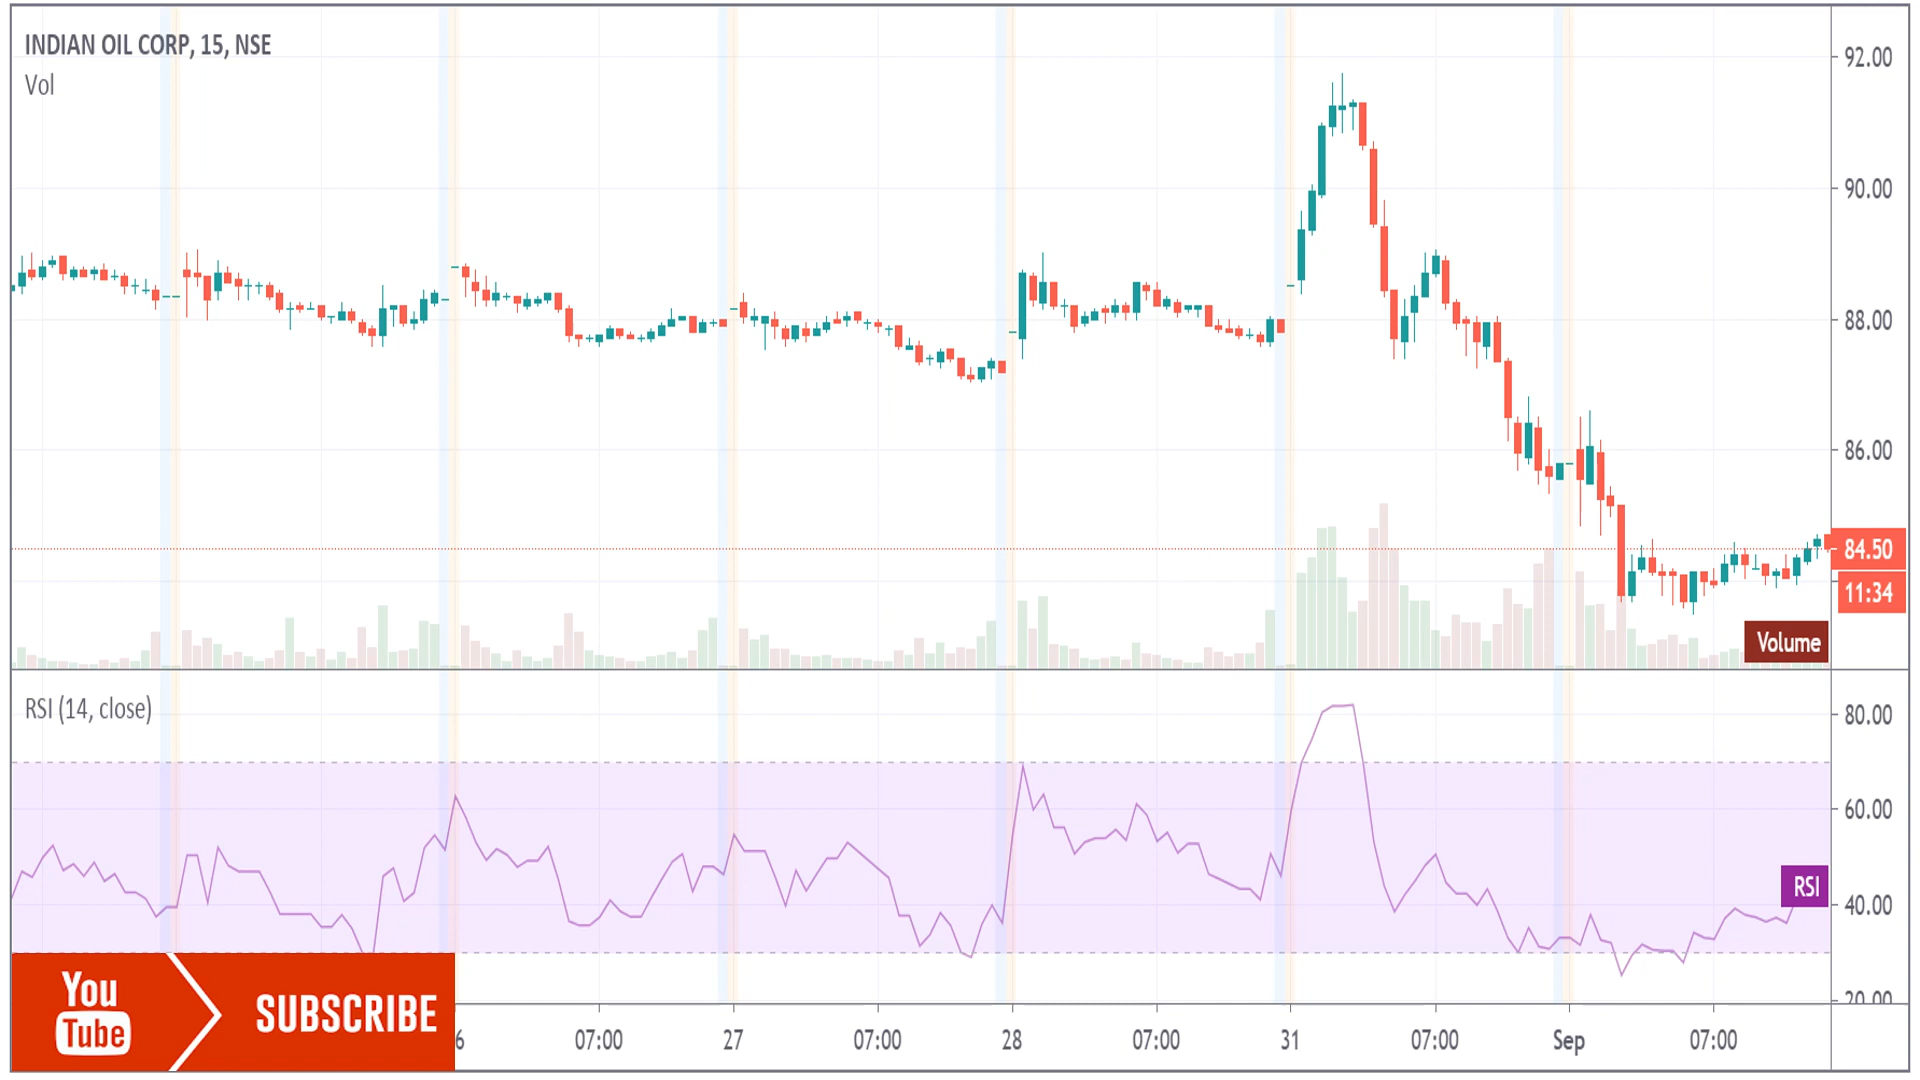 INDIAN OIL CORP, 15, NSE
Vol
92.00
90.00
88.00
86.00
84.50
11:34
Volume
RSI (14, close)
80.00
60.00
RSI
40.00
20.00
You
Tube
SUBSCRIBE
6
07:00
27
07:00
28
07:00
31
07:00
Sep
07:00